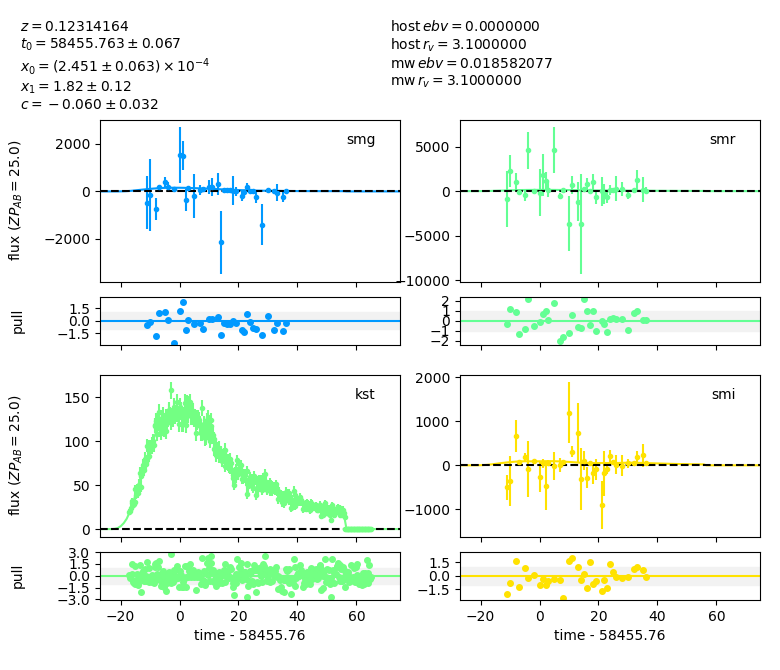 z = 0.12314164
t₀ = 58455.763 ± 0.067
x₀ = (2.451 ± 0.063) × 10⁻⁴
x₁ = 1.82 ± 0.12
c = −0.060 ± 0.032
host ebv = 0.0000000
host r_v = 3.1000000
mw ebv = 0.018582077
mw r_v = 3.1000000
smg
flux (ZP_AB = 25.0)
2000
0
−2000
smr
5000
0
−5000
−10000
pull
1.5
0.0
−1.5
2
1
0
−1
−2
kst
flux (ZP_AB = 25.0)
150
100
50
0
smi
2000
1000
0
−1000
pull
3.0
1.5
0.0
−1.5
−3.0
1.5
0.0
−1.5
−20 0 20 40 60
−20 0 20 40 60
time - 58455.76
time - 58455.76